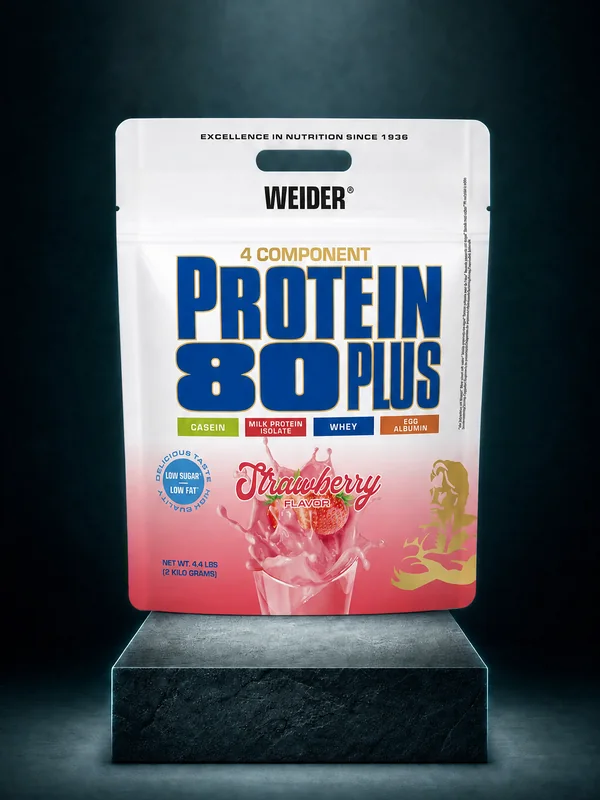 EXCELLENCE IN NUTRITION SINCE 1936
WEIDER®
4 COMPONENT
PROTEIN
80 PLUS
CASEIN
MILK PROTEIN
ISOLATE
WHEY
EGG
ALBUMIN
DELICIOUS TASTE
LOW SUGAR*
LOW FAT*
HIGH QUALITY
Strawberry
FLAVOR
NET WT. 4.4 LBS
(2 KILO GRAMS)